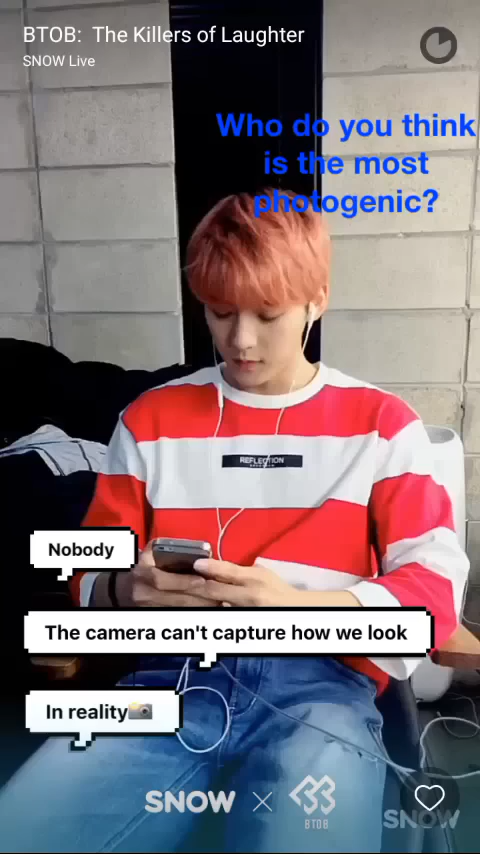 BTOB: The Killers of Laughter
SNOW Live
Who do you think
is the most
photogenic?
REFLECTION
Nobody
The camera can't capture how we look
In reality📸
SNOW × BTOB
SNOW